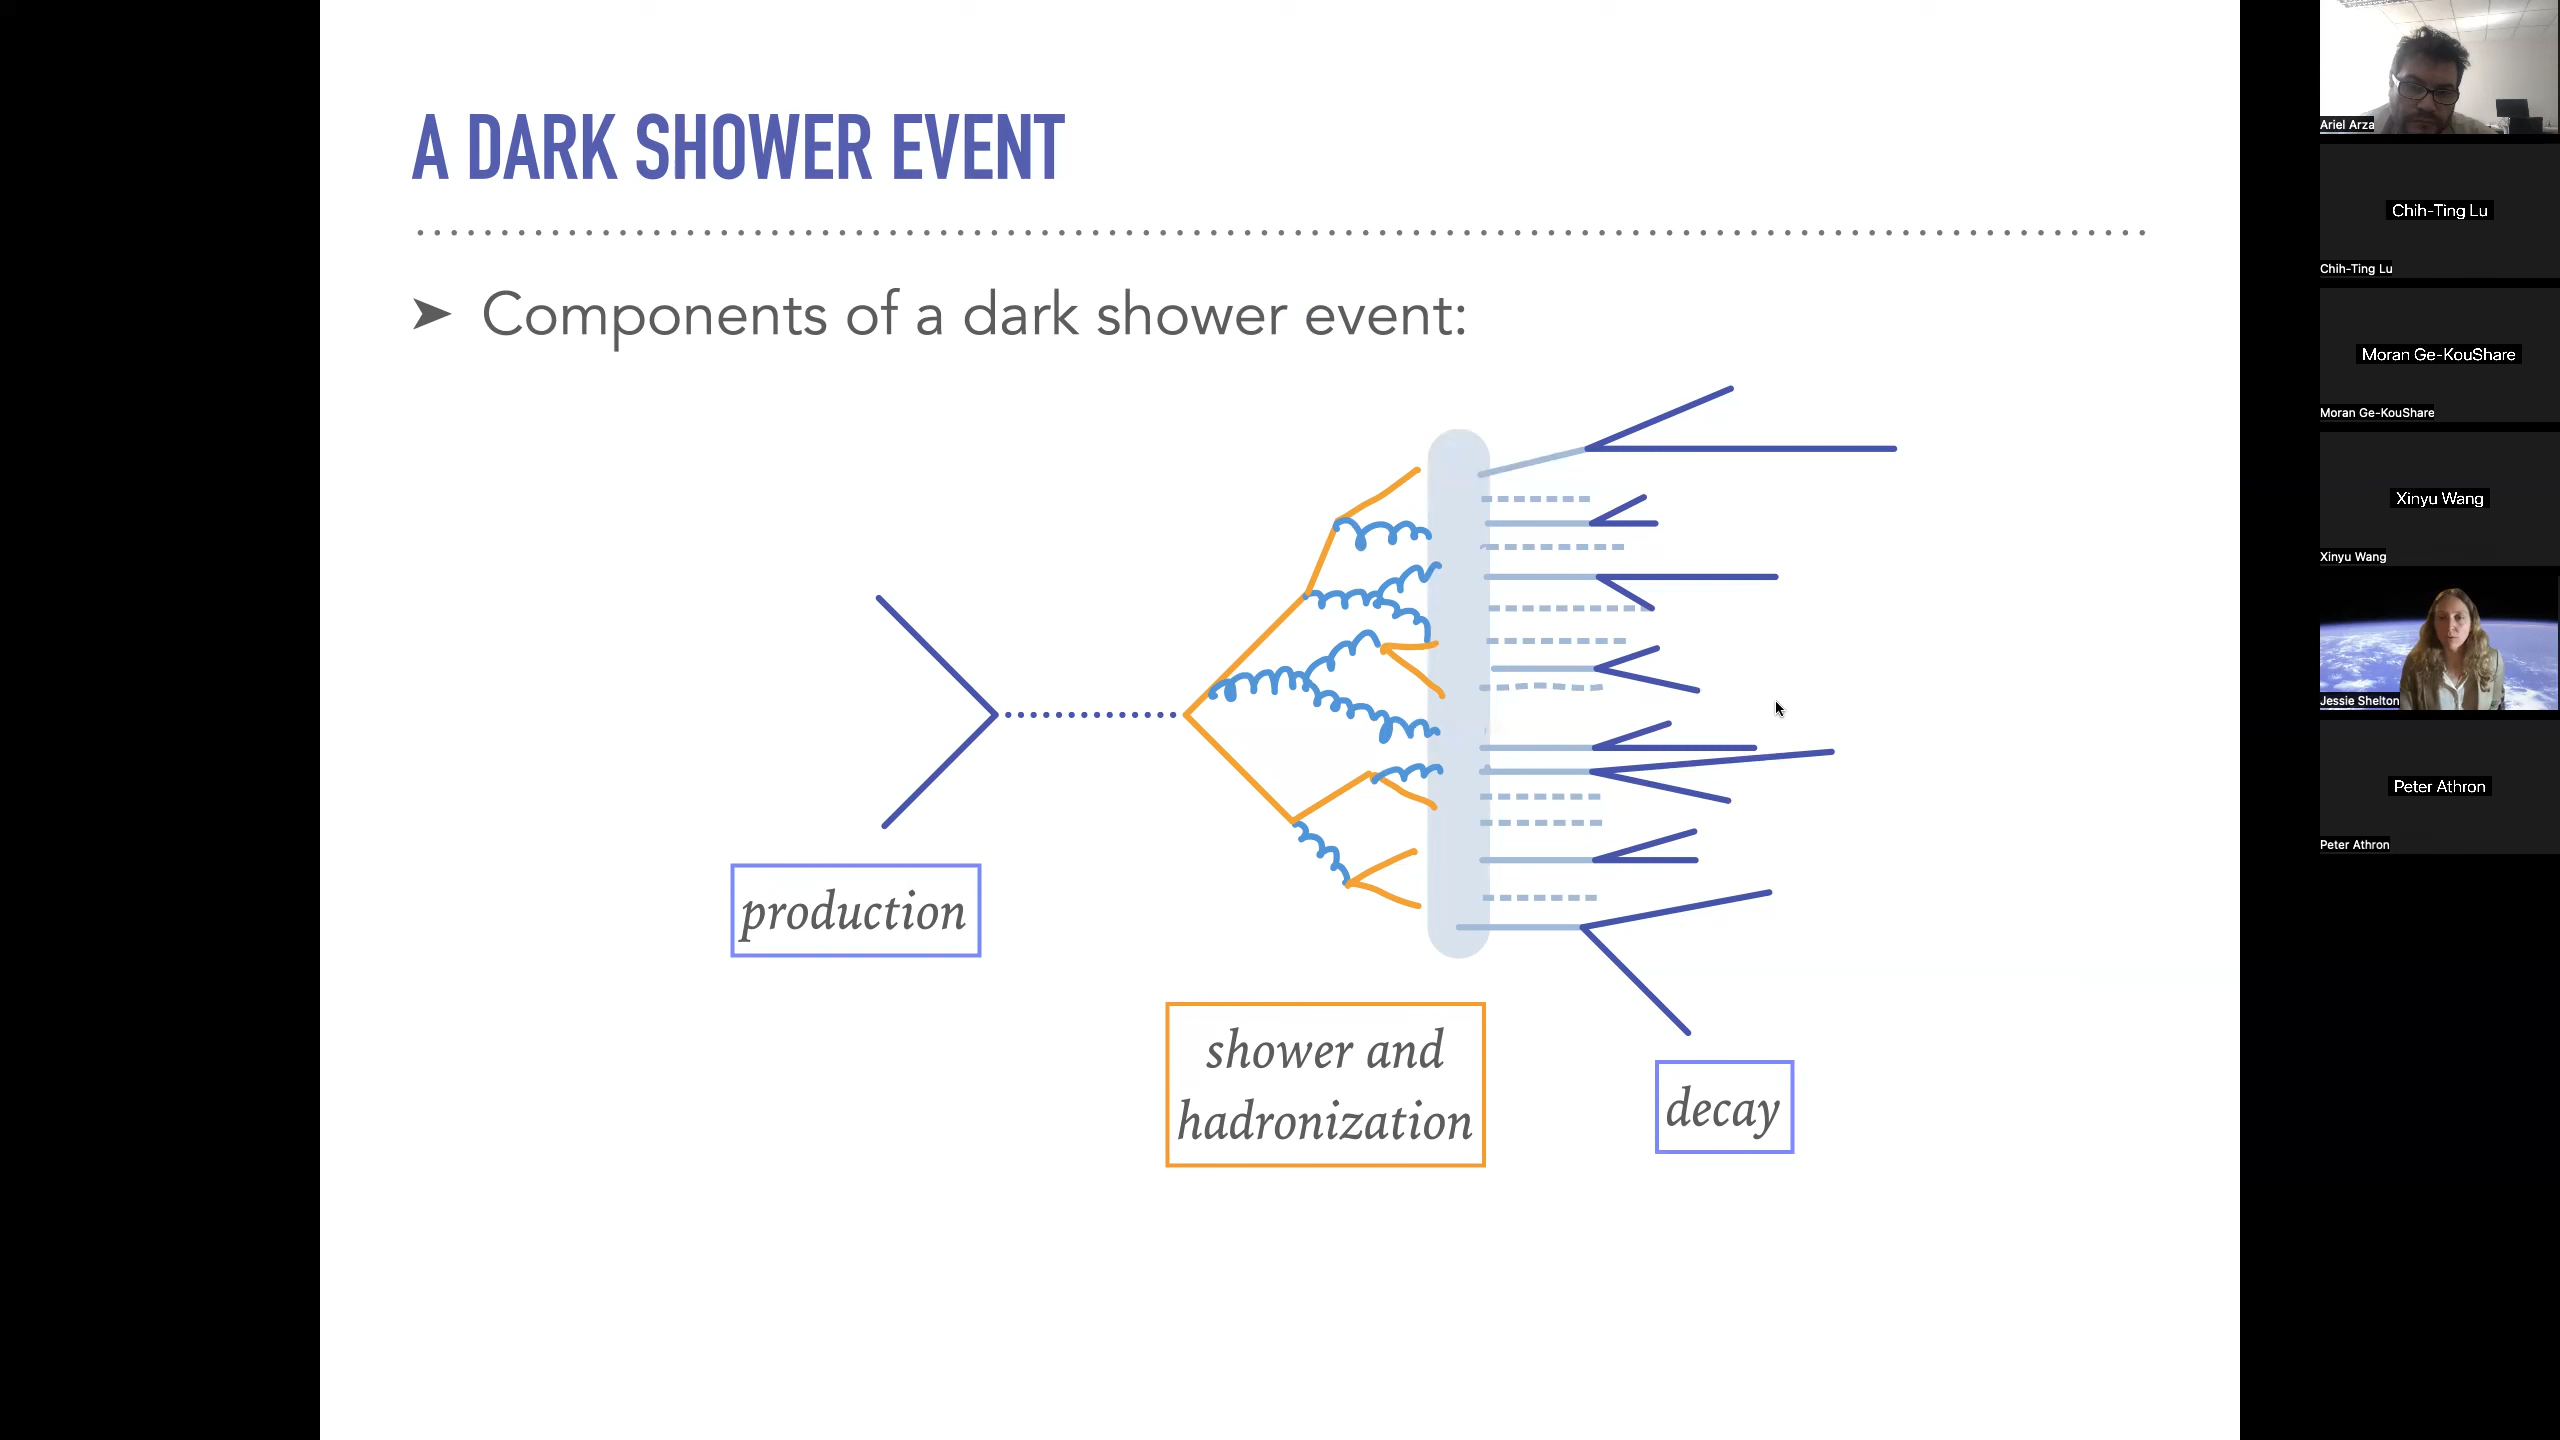 A DARK SHOWER EVENT
➤ Components of a dark shower event:
production
shower and
hadronization
decay
Ariel Arza
Chih-Ting Lu
Chih-Ting Lu
Moran Ge-KouShare
Moran Ge-KouShare
Xinyu Wang
Xinyu Wang
Jessie Shelton
Peter Athron
Peter Athron